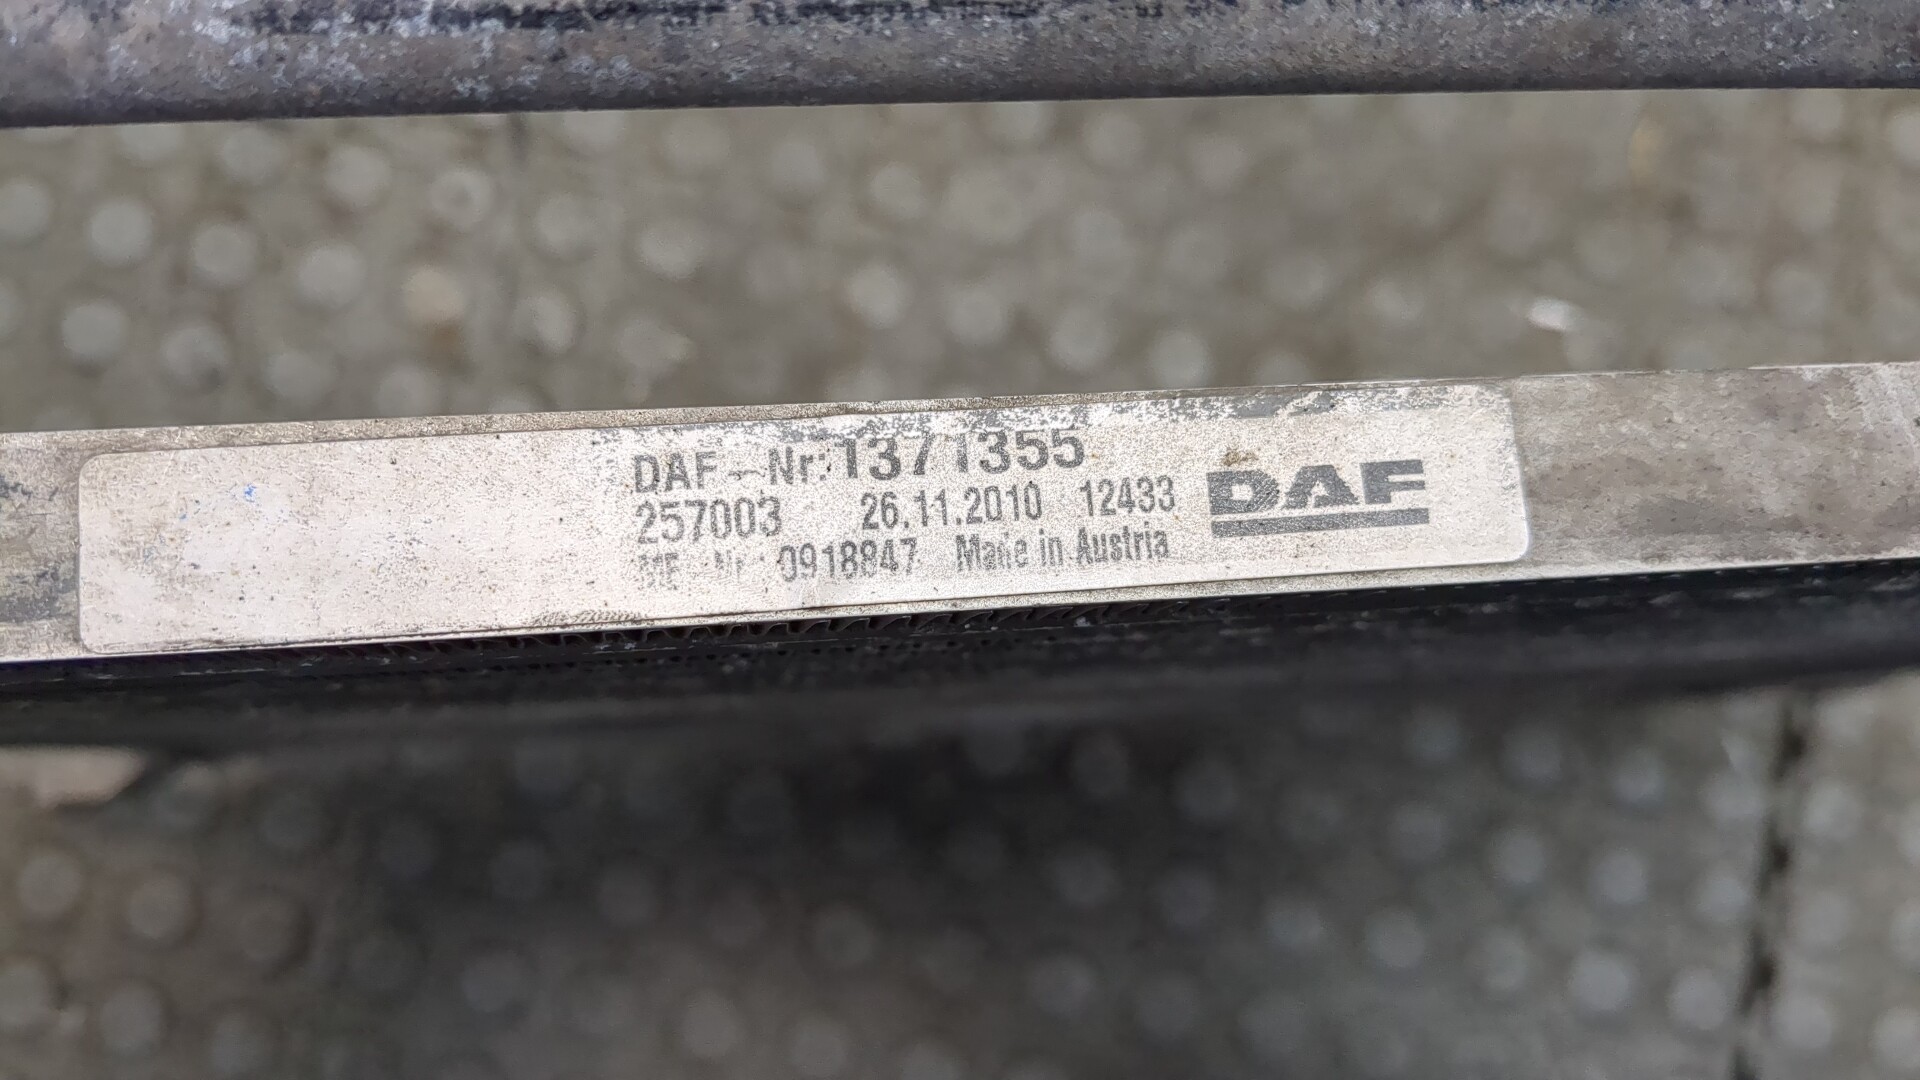 DAF-Nr: 1371355
257003 26.11.2010 12433
0918847 Made in Austria
DAF